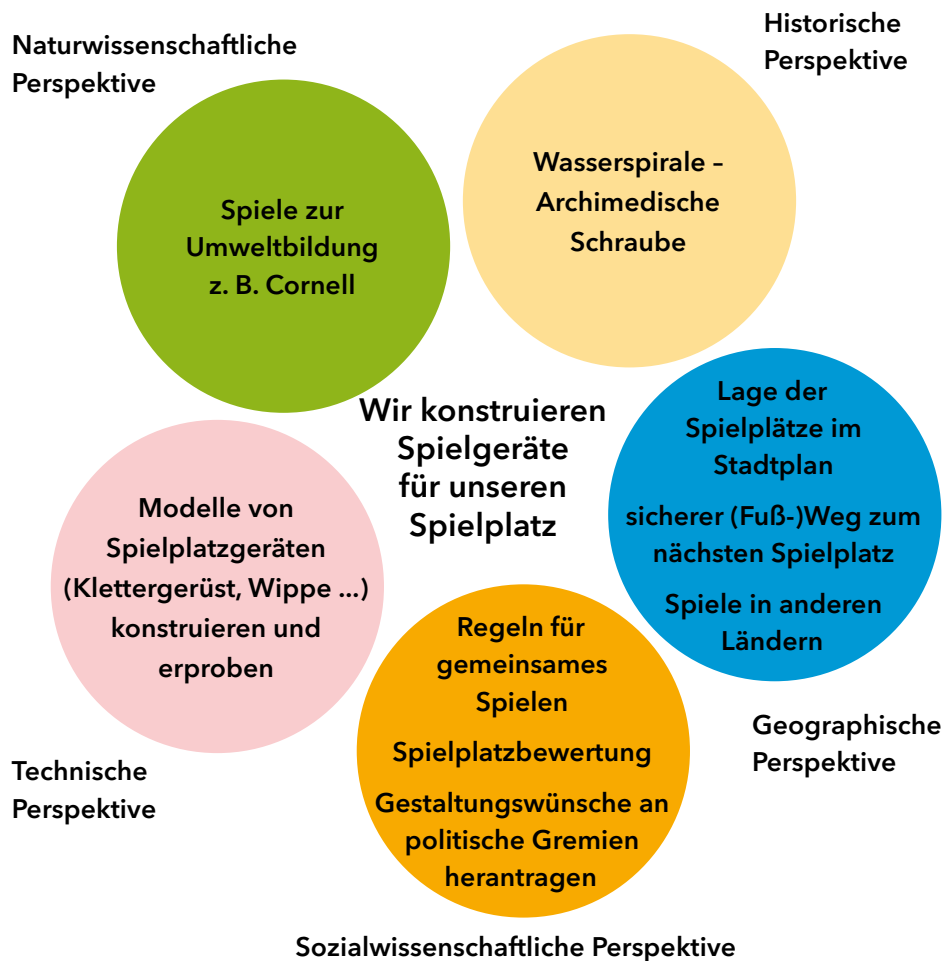 Naturwissenschaftliche
Perspektive
Historische
Perspektive
Spiele zur
Umweltbildung
z. B. Cornell
Wasserspirale –
Archimedische
Schraube
Wir konstruieren
Spielgeräte
für unseren
Spielplatz
Lage der
Spielplätze im
Stadtplan
sicherer (Fuß-)Weg zum
nächsten Spielplatz
Spiele in anderen
Ländern
Modelle von
Spielplatzgeräten
(Klettergerüst, Wippe ...)
konstruieren und
erproben
Regeln für
gemeinsames
Spielen
Spielplatzbewertung
Gestaltungswünsche an
politische Gremien
herantragen
Geographische
Perspektive
Technische
Perspektive
Sozialwissenschaftliche Perspektive